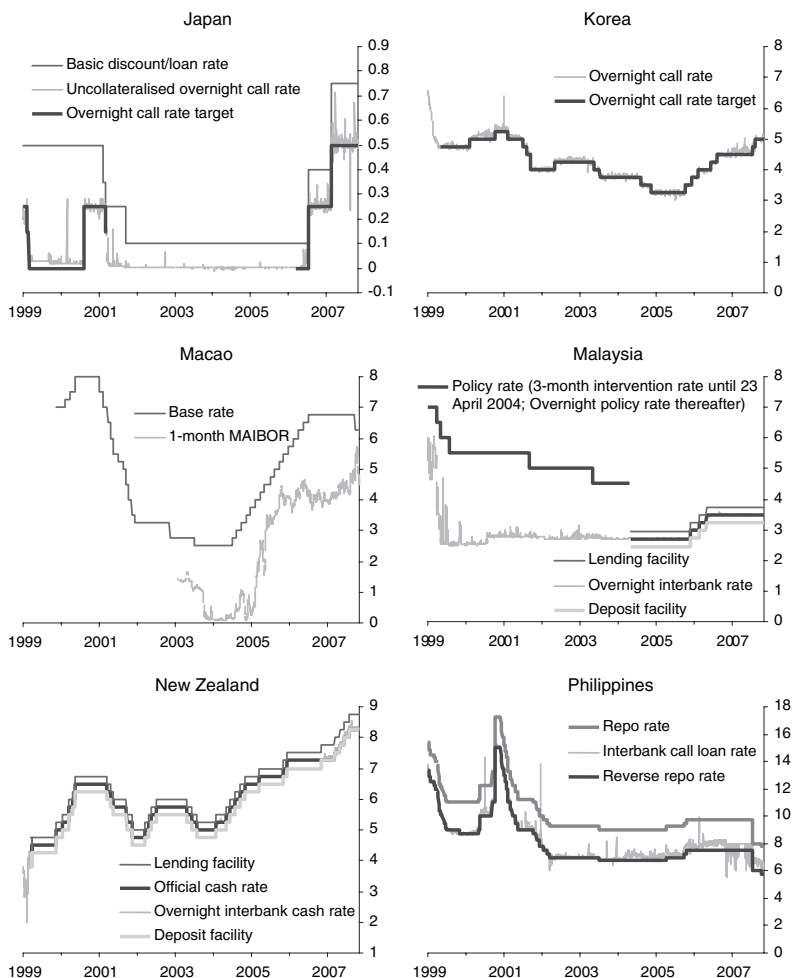 Japan
Basic discount/loan rate
Uncollateralised overnight call rate
Overnight call rate target
0.9
0.8
0.7
0.6
0.5
0.4
0.3
0.2
0.1
0
-0.1
1999 2001 2003 2005 2007
Korea
Overnight call rate
Overnight call rate target
8
7
6
5
4
3
2
1
0
1999 2001 2003 2005 2007
Macao
Base rate
1-month MAIBOR
8
7
6
5
4
3
2
1
0
1999 2001 2003 2005 2007
Malaysia
Policy rate (3-month intervention rate until 23
April 2004; Overnight policy rate thereafter)
Lending facility
Overnight interbank rate
Deposit facility
8
7
6
5
4
3
2
1
0
1999 2001 2003 2005 2007
New Zealand
Lending facility
Official cash rate
Overnight interbank cash rate
Deposit facility
9
8
7
6
5
4
3
2
1
1999 2001 2003 2005 2007
Philippines
Repo rate
Interbank call loan rate
Reverse repo rate
18
16
14
12
10
8
6
4
2
0
1999 2001 2003 2005 2007